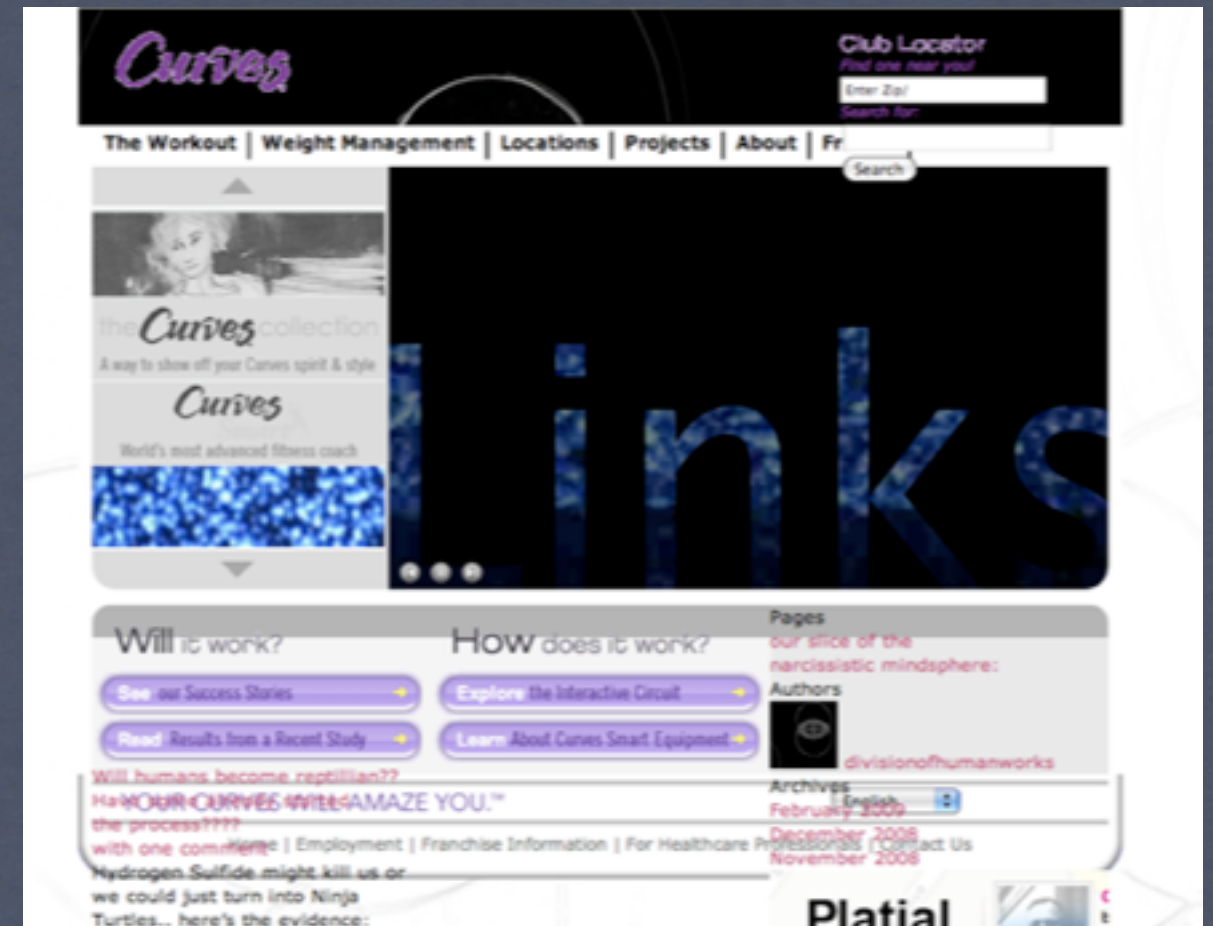 Curves
Club Locator
Find one near you!
Enter Zip/
Search for:
The Workout | Weight Management | Locations | Projects | About | Fr
Search
the Curves collection
A way to show off your Curves spirit & style
Curves
World's most advanced fitness coach
Links
Will it work?
How does it work?
See our Success Stories
Explore the Interactive Circuit
Read Results from a Recent Study
Learn About Curves Smart Equipment
Pages
our slice of the
narcissistic mindsphere:
Authors
divisionofhumanworks
Archives
February 2009
December 2008
November 2008
English
Will humans become reptillian??
YOUR CURVES WILL AMAZE YOU.™
the process????
with one comment
Home | Employment | Franchise Information | For Healthcare Professionals | Contact Us
Hydrogen Sulfide might kill us or
we could just turn into Ninja
Turtles.. here's the evidence:
Platial